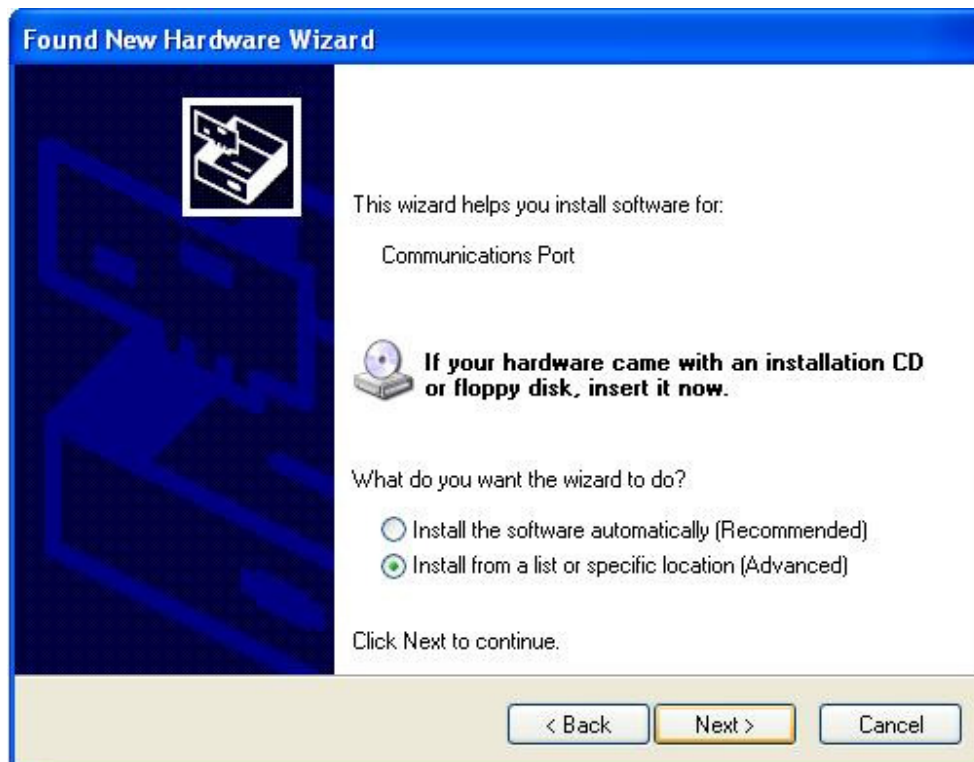 Found New Hardware Wizard
This wizard helps you install software for:
Communications Port
If your hardware came with an installation CD
or floppy disk, insert it now.
What do you want the wizard to do?
Install the software automatically (Recommended)
Install from a list or specific location (Advanced)
Click Next to continue.
< Back
Next >
Cancel